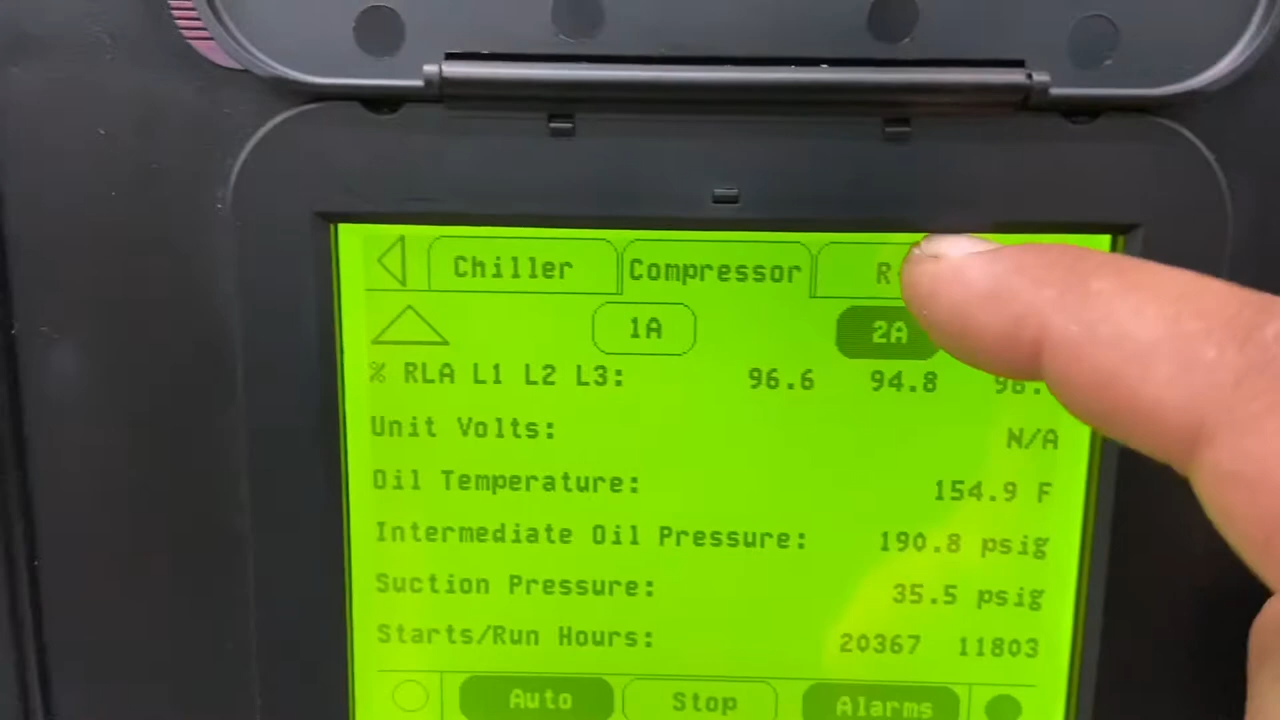 Chiller Compressor
1A 2A
% RLA L1 L2 L3: 96.6 94.8
Unit Volts: N/A
Oil Temperature: 154.9 F
Intermediate Oil Pressure: 190.8 psig
Suction Pressure: 35.5 psig
Starts/Run Hours: 20367 11803
Auto Stop Alarms